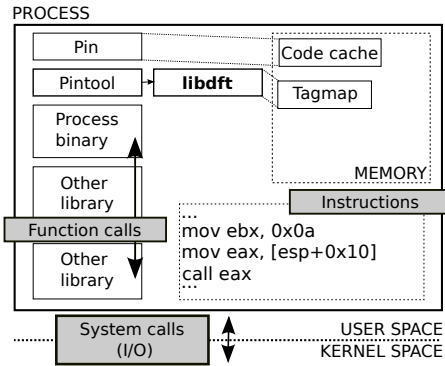 PROCESS
Pin
Code cache
Pintool
libdft
Tagmap
Process
binary
MEMORY
Other
library
Instructions
Function calls
...
mov ebx, 0x0a
mov eax, [esp+0x10]
call eax
...
Other
library
System calls
(I/O)
USER SPACE
KERNEL SPACE